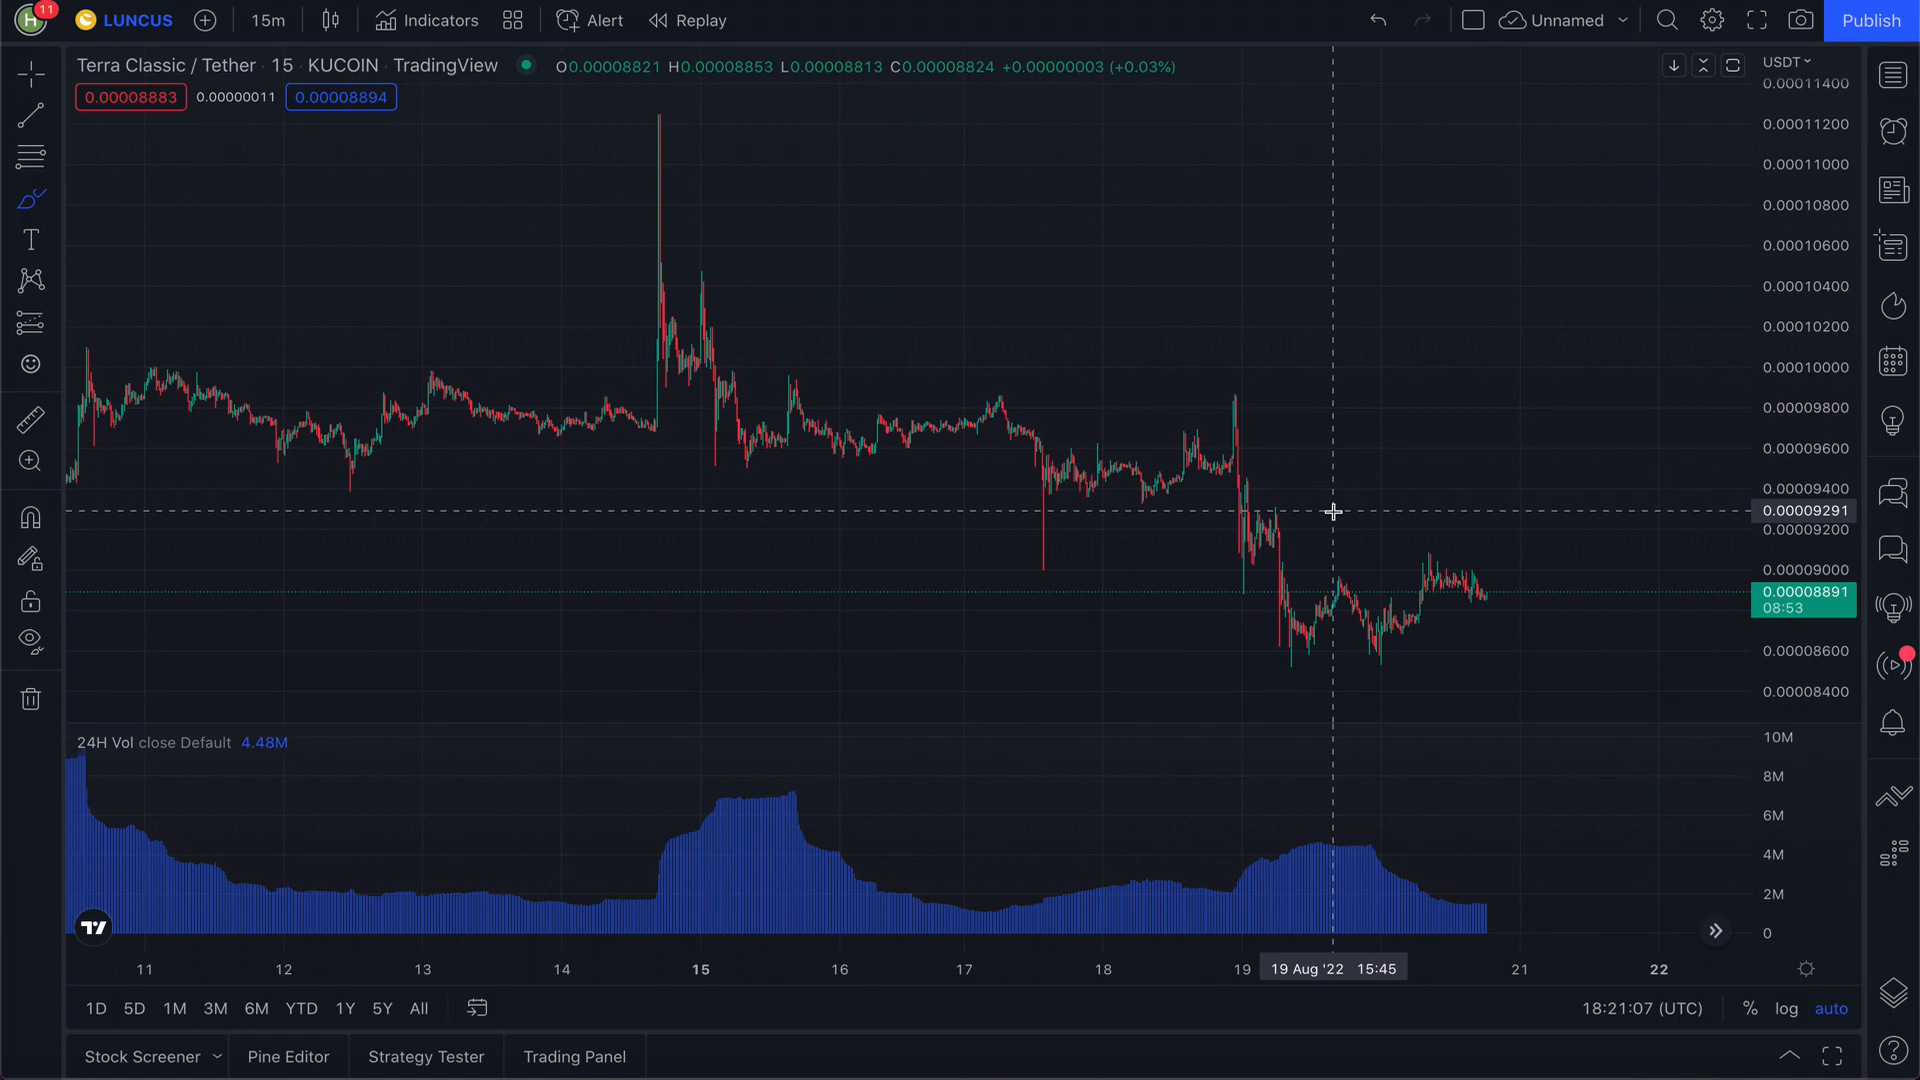 H 11 LUNCUS 15m Indicators Alert Replay Unnamed Publish
Terra Classic / Tether · 15 · KUCOIN · TradingView O0.00008821 H0.00008853 L0.00008813 C0.00008824 +0.00000003 (+0.03%) USDT
0.00008883 0.00000011 0.00008894
0.00011400
0.00011200
0.00011000
0.00010800
0.00010600
0.00010400
0.00010200
0.00010000
0.00009800
0.00009600
0.00009400
0.00009291
0.00009200
0.00009000
0.00008891
08:53
0.00008600
0.00008400
24H Vol close Default 4.48M
10M
8M
6M
4M
2M
0
11 12 13 14 15 16 17 18 19 19 Aug '22 15:45 21 22
1D 5D 1M 3M 6M YTD 1Y 5Y All 18:21:07 (UTC) % log auto
Stock Screener Pine Editor Strategy Tester Trading Panel